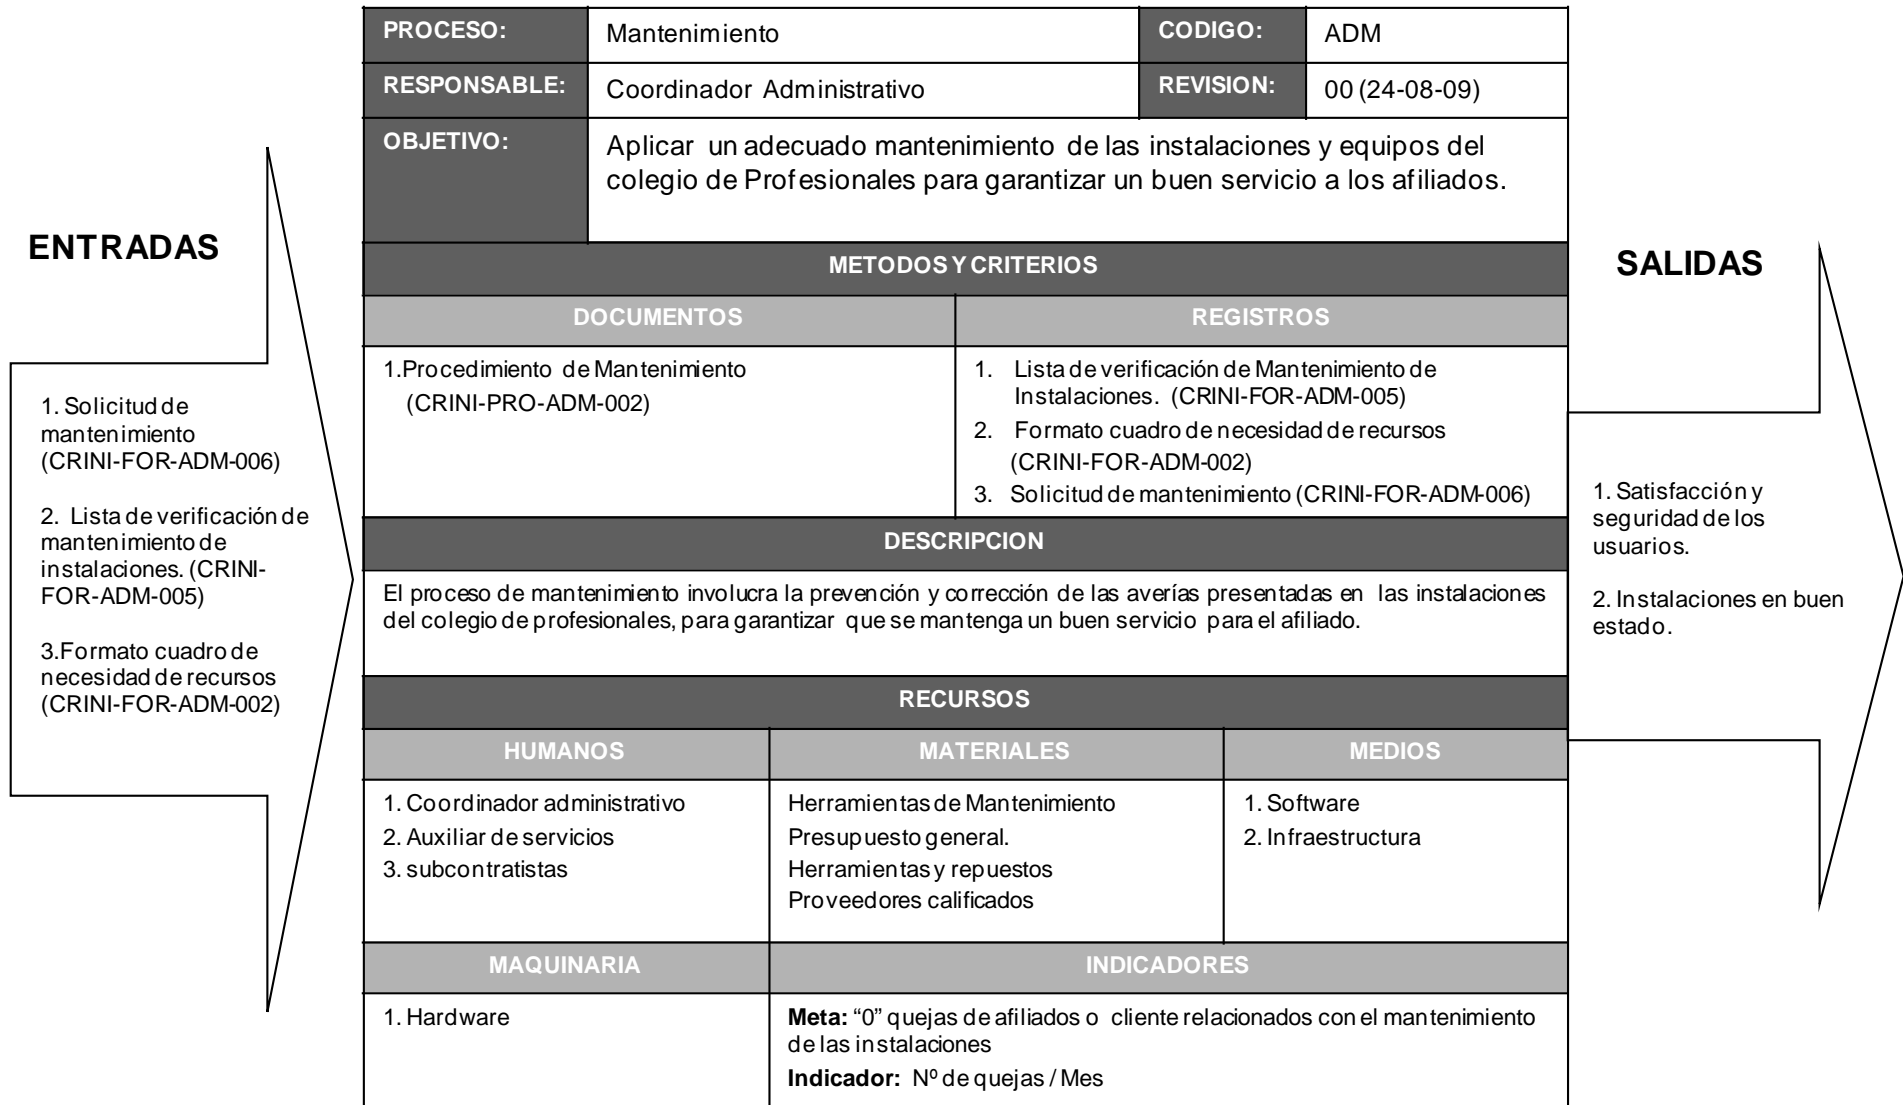 ENTRADAS
1. Solicitud de
mantenimiento
(CRINI-FOR-ADM-006)
2. Lista de verificación de
mantenimiento de
instalaciones. (CRINI-
FOR-ADM-005)
3.Formato cuadro de
necesidad de recursos
(CRINI-FOR-ADM-002)
PROCESO: Mantenimiento CODIGO: ADM
RESPONSABLE: Coordinador Administrativo REVISION: 00 (24-08-09)
OBJETIVO: Aplicar un adecuado mantenimiento de las instalaciones y equipos del
colegio de Profesionales para garantizar un buen servicio a los afiliados.
METODOS Y CRITERIOS
DOCUMENTOS REGISTROS
1.Procedimiento de Mantenimiento
(CRINI-PRO-ADM-002)
1. Lista de verificación de Mantenimiento de
Instalaciones. (CRINI-FOR-ADM-005)
2. Formato cuadro de necesidad de recursos
(CRINI-FOR-ADM-002)
3. Solicitud de mantenimiento (CRINI-FOR-ADM-006)
DESCRIPCION
El proceso de mantenimiento involucra la prevención y corrección de las averías presentadas en las instalaciones
del colegio de profesionales, para garantizar que se mantenga un buen servicio para el afiliado.
RECURSOS
HUMANOS MATERIALES MEDIOS
1. Coordinador administrativo
2. Auxiliar de servicios
3. subcontratistas
Herramientas de Mantenimiento
Presupuesto general.
Herramientas y repuestos
Proveedores calificados
1. Software
2. Infraestructura
MAQUINARIA INDICADORES
1. Hardware
Meta: “0” quejas de afiliados o cliente relacionados con el mantenimiento
de las instalaciones
Indicador: Nº de quejas / Mes
SALIDAS
1. Satisfacción y
seguridad de los
usuarios.
2. Instalaciones en buen
estado.